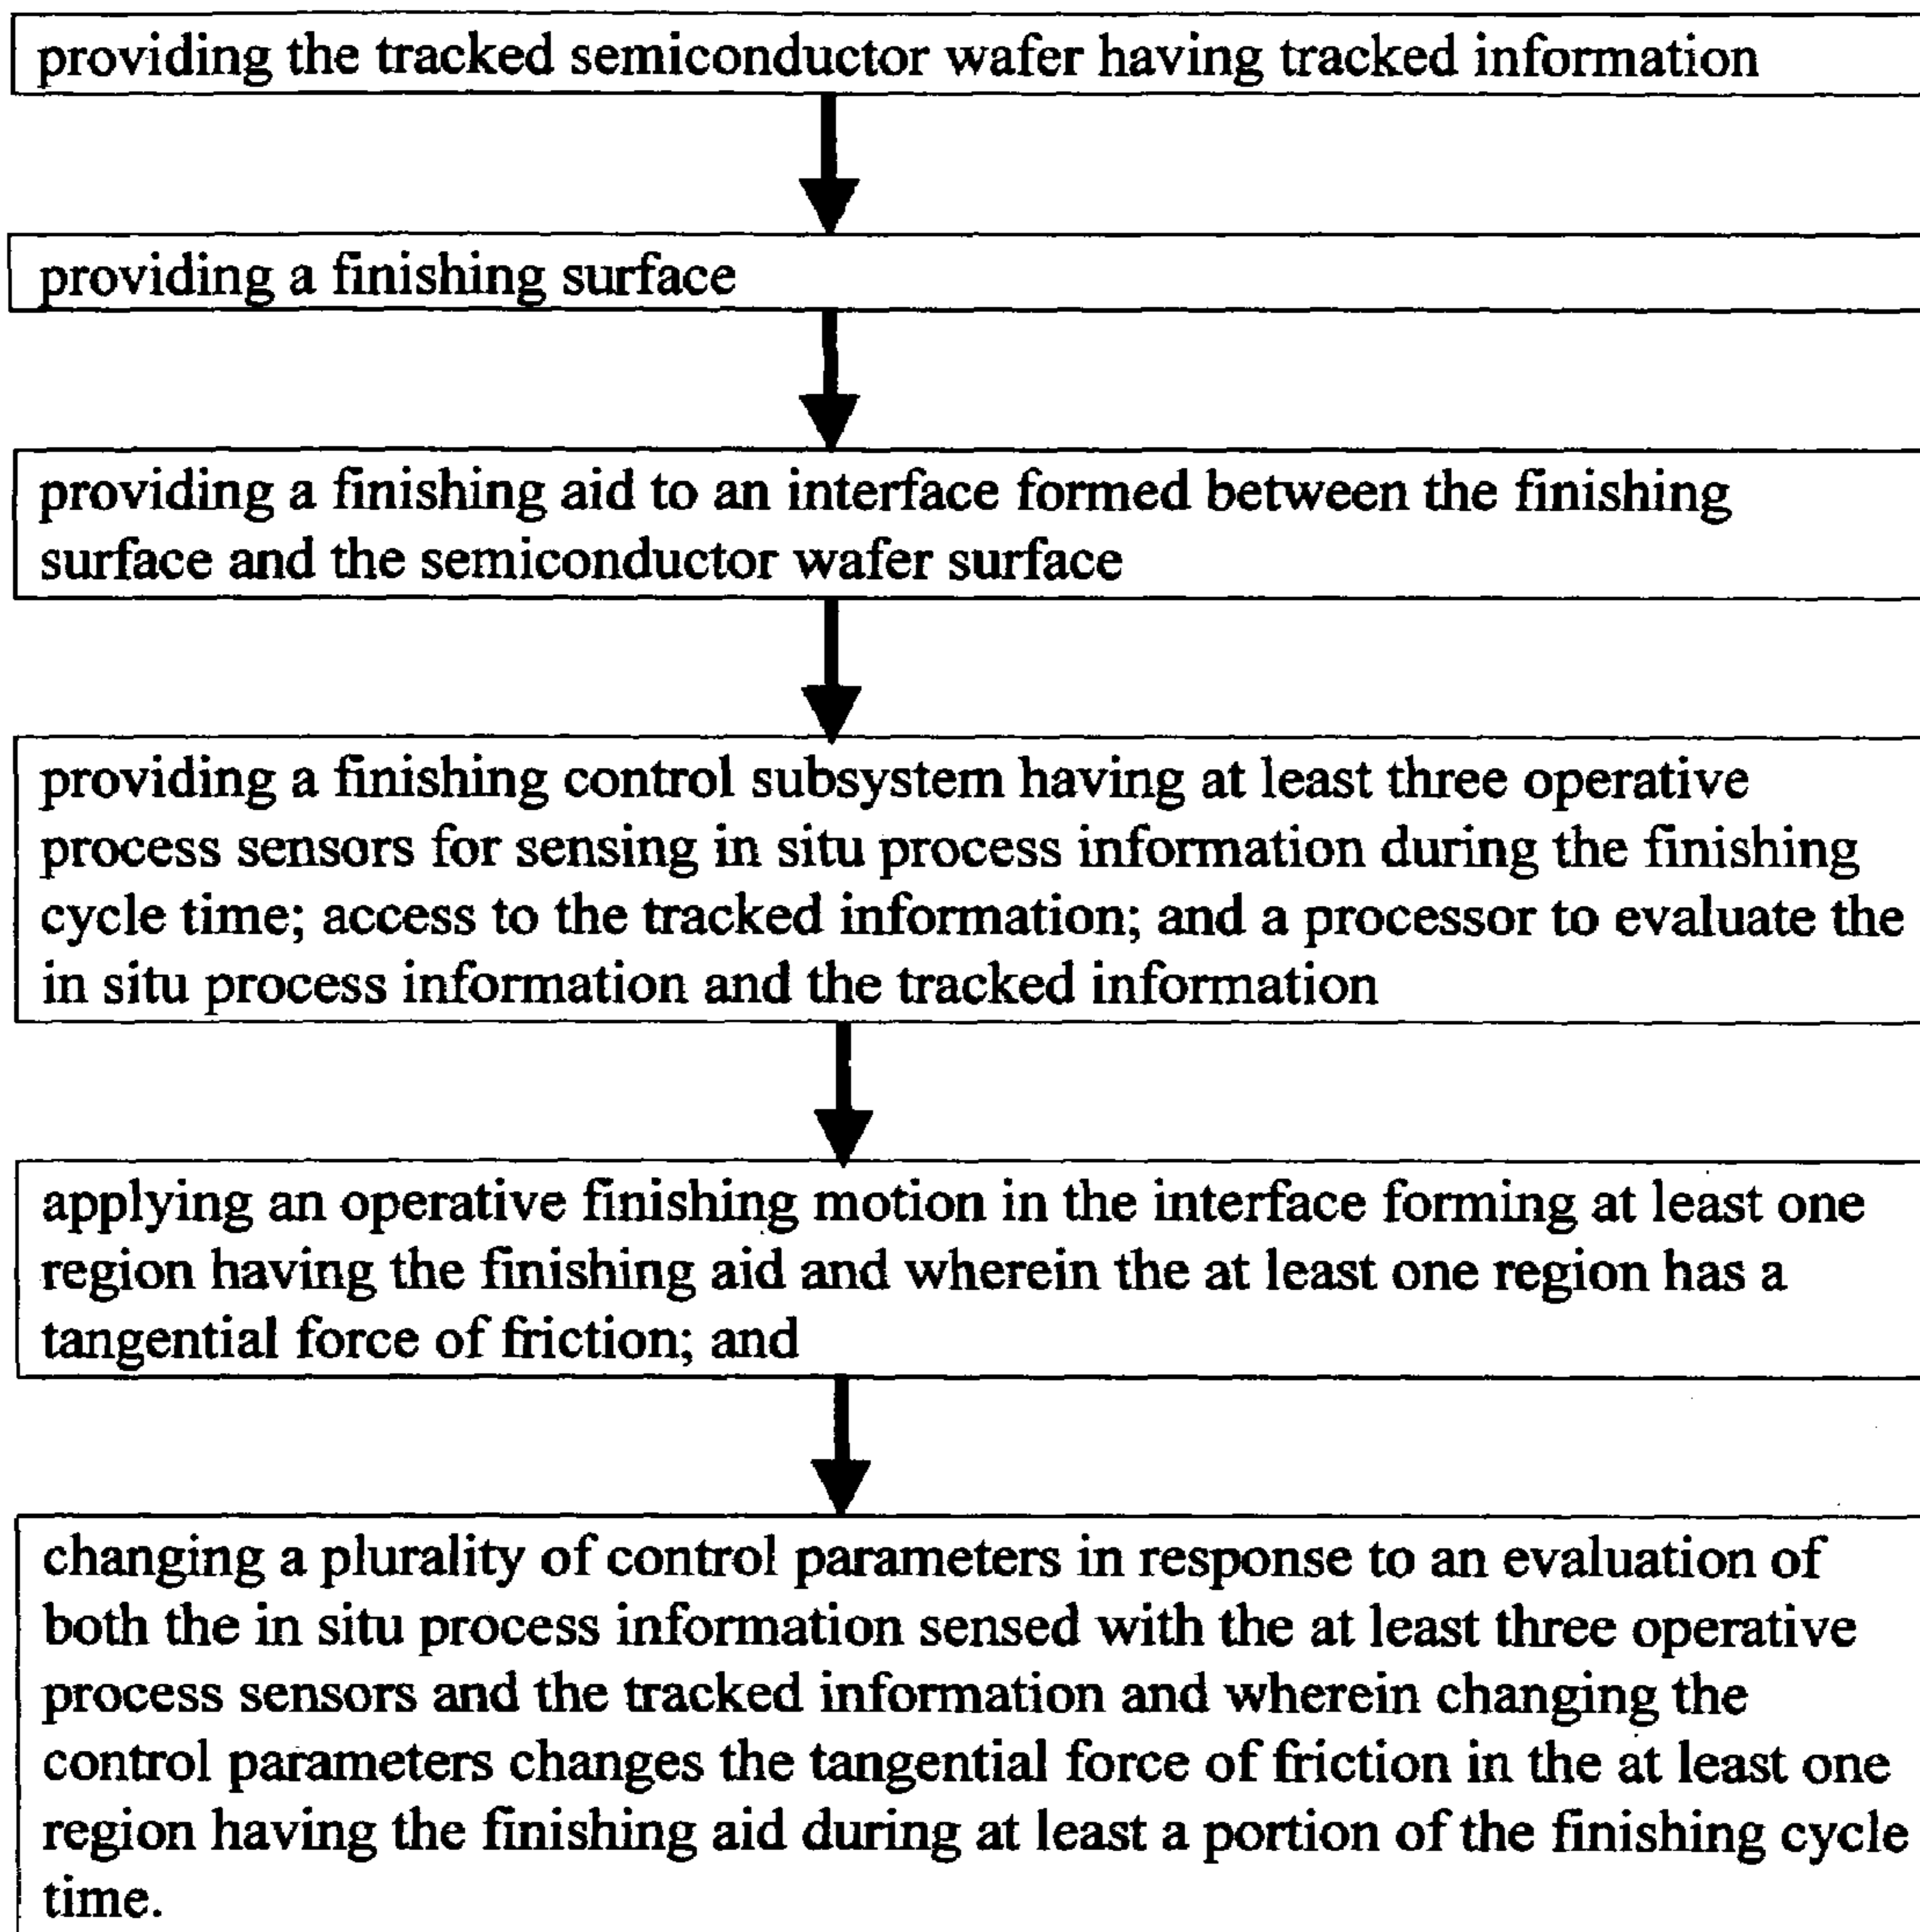 providing the tracked semiconductor wafer having tracked information
providing a finishing surface
providing a finishing aid to an interface formed between the finishing
surface and the semiconductor wafer surface
providing a finishing control subsystem having at least three operative
process sensors for sensing in situ process information during the finishing
cycle time; access to the tracked information; and a processor to evaluate the
in situ process information and the tracked information
applying an operative finishing motion in the interface forming at least one
region having the finishing aid and wherein the at least one region has a
tangential force of friction; and
changing a plurality of control parameters in response to an evaluation of
both the in situ process information sensed with the at least three operative
process sensors and the tracked information and wherein changing the
control parameters changes the tangential force of friction in the at least one
region having the finishing aid during at least a portion of the finishing cycle
time.